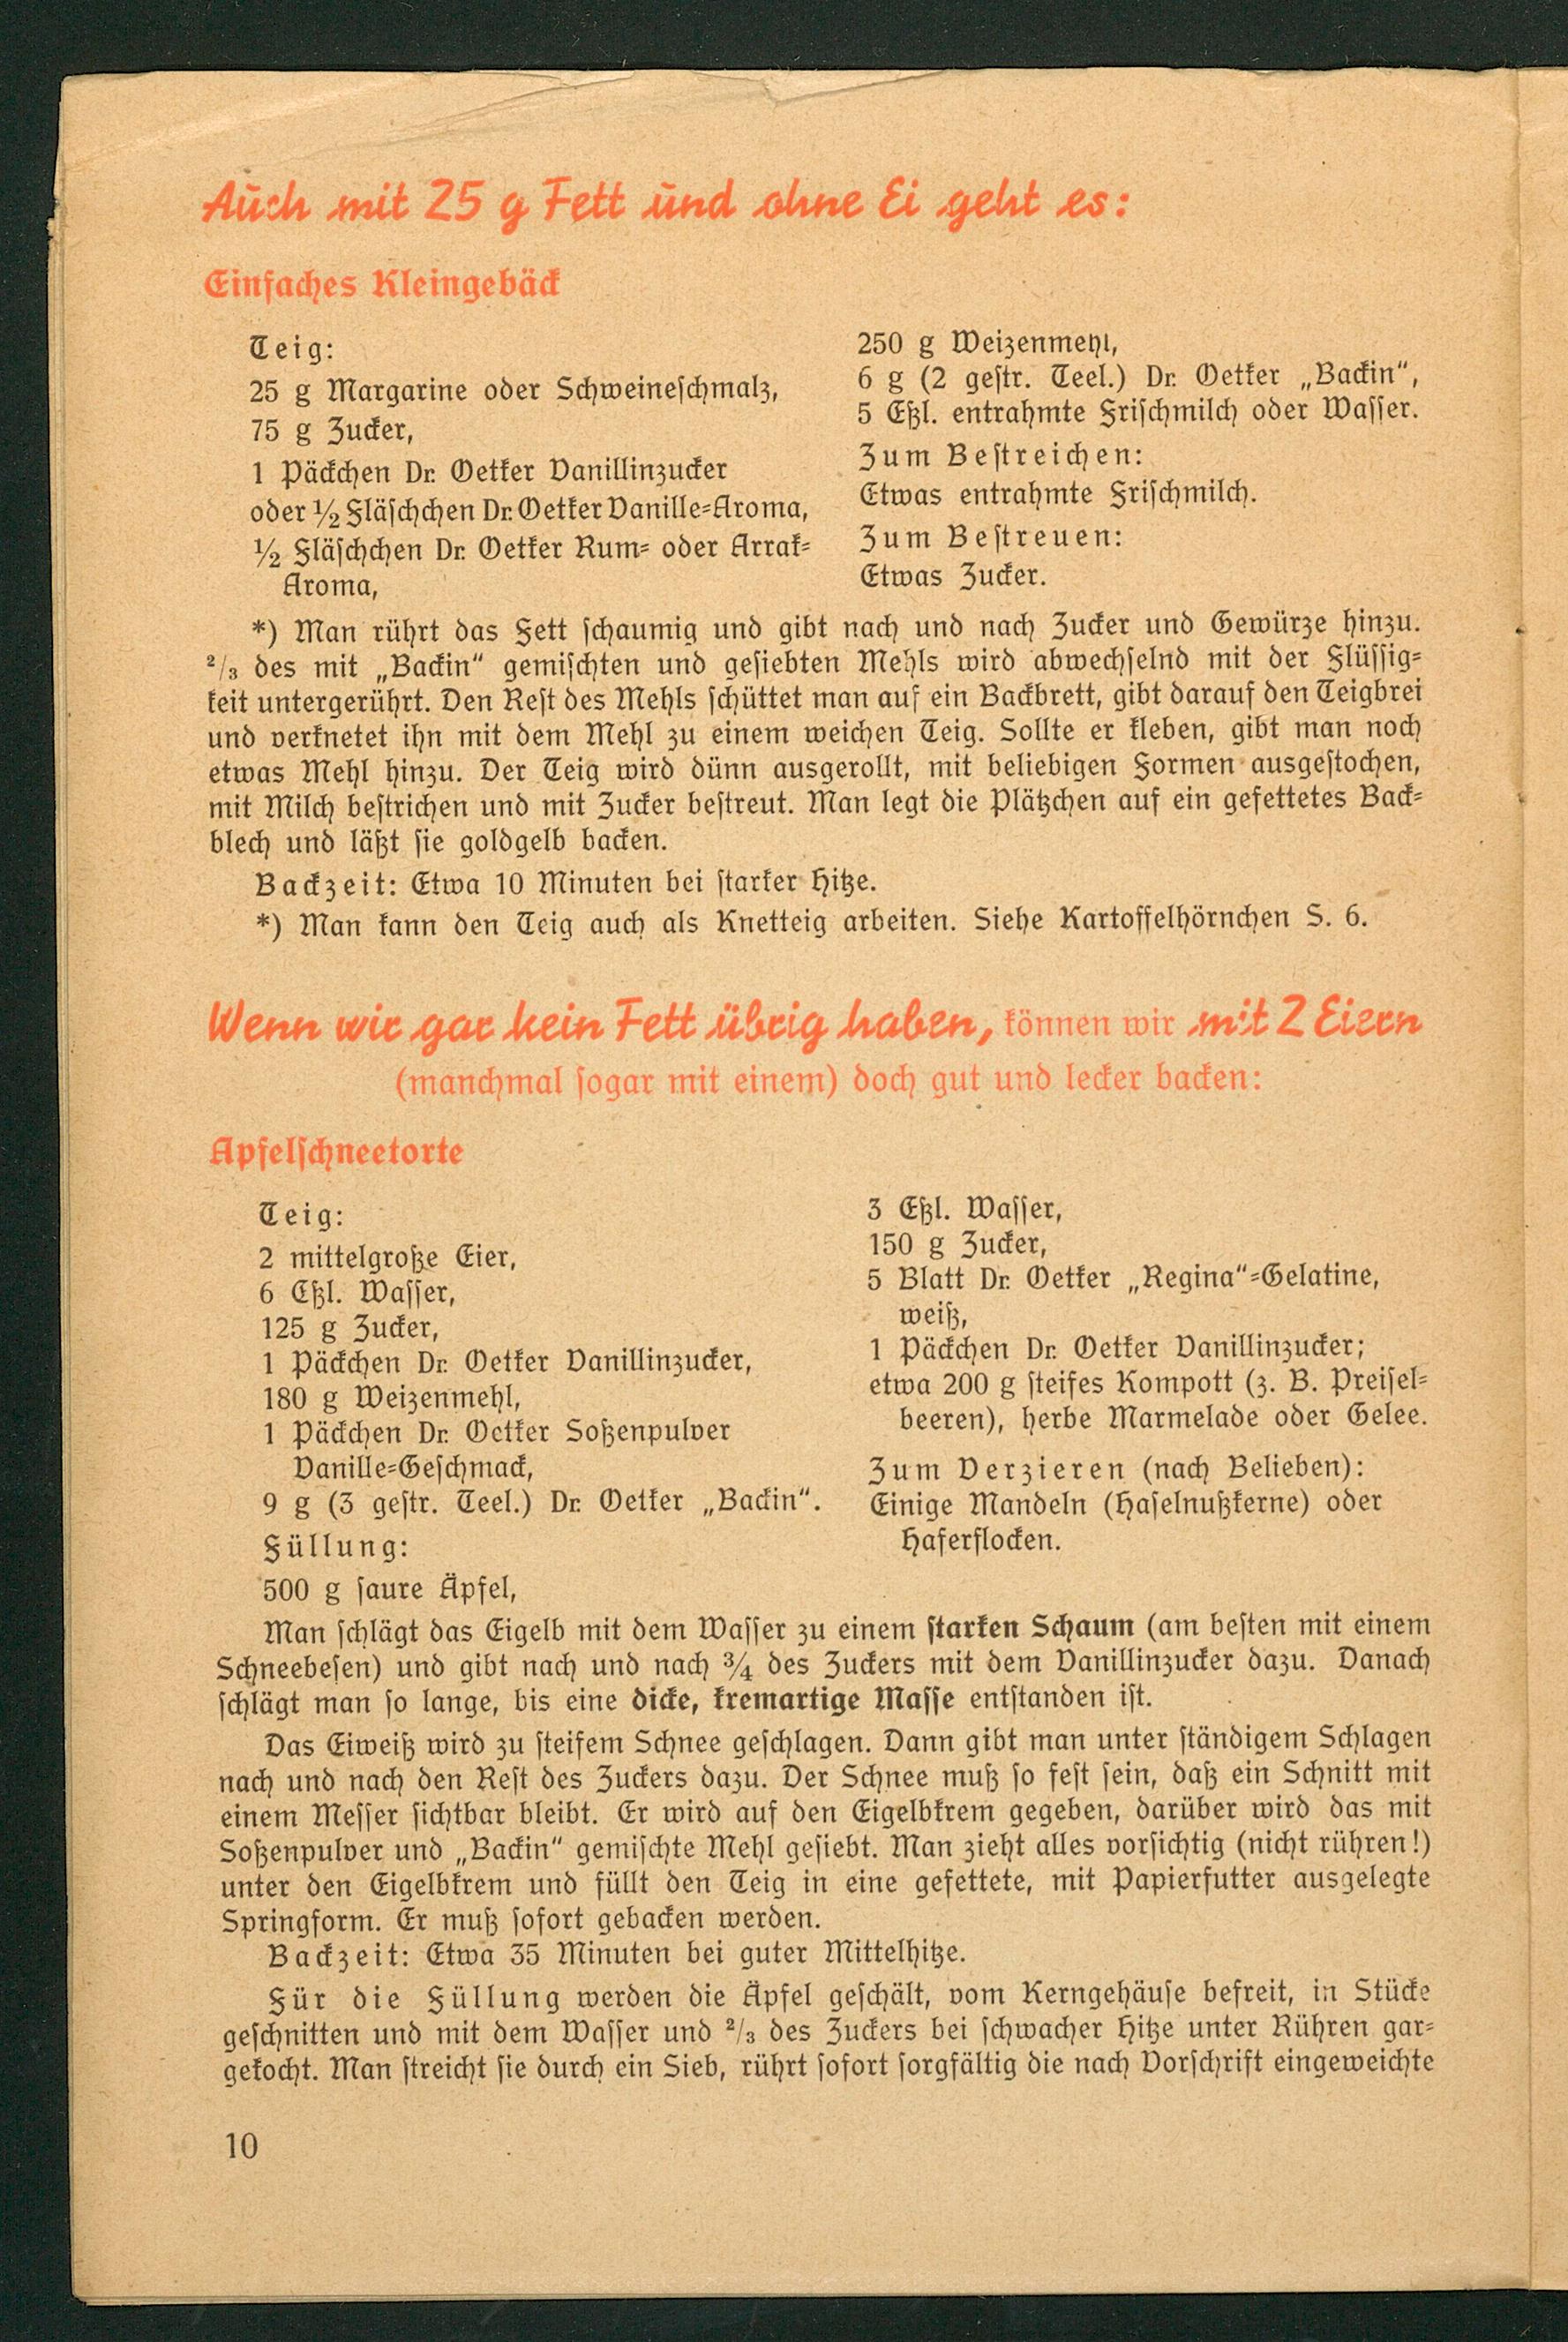 Auch mit 25 g Fett und ohne Ei geht es:
Einfaches Kleingebäck
Teig:
25 g Margarine oder Schweineschmalz,
75 g Zucker,
1 Päckchen Dr. Oetker Vanillinzucker
oder ½ Fläschchen Dr. Oetker Vanille-Aroma,
½ Fläschchen Dr. Oetker Rum- oder Arrak-
Aroma,
250 g Weizenmehl,
6 g (2 gestr. Teel.) Dr. Oetker „Backin“,
5 Eßl. entrahmte Frischmilch oder Wasser.
Zum Bestreichen:
Etwas entrahmte Frischmilch.
Zum Bestreuen:
Etwas Zucker.
*) Man rührt das Fett schaumig und gibt nach und nach Zucker und Gewürze hinzu.
²/₃ des mit „Backin“ gemischten und gesiebten Mehls wird abwechselnd mit der Flüssig-
keit untergerührt. Den Rest des Mehls schüttet man auf ein Backbrett, gibt darauf den Teigbrei
und verknetet ihn mit dem Mehl zu einem weichen Teig. Sollte er kleben, gibt man noch
etwas Mehl hinzu. Der Teig wird dünn ausgerollt, mit beliebigen Formen ausgestochen,
mit Milch bestrichen und mit Zucker bestreut. Man legt die Plätzchen auf ein gefettetes Back-
blech und läßt sie goldgelb backen.
Backzeit: Etwa 10 Minuten bei starker Hitze.
*) Man kann den Teig auch als Knetteig arbeiten. Siehe Kartoffelhörnchen S. 6.
Wenn wir gar kein Fett übrig haben, können wir mit 2 Eiern
(manchmal sogar mit einem) doch gut und lecker backen:
Apfelschneetorte
Teig:
2 mittelgroße Eier,
6 Eßl. Wasser,
125 g Zucker,
1 Päckchen Dr. Oetker Vanillinzucker,
180 g Weizenmehl,
1 Päckchen Dr. Oetker Soßenpulver
Vanille-Geschmack,
9 g (3 gestr. Teel.) Dr. Oetker „Backin“.
Füllung:
500 g saure Äpfel,
3 Eßl. Wasser,
150 g Zucker,
5 Blatt Dr. Oetker „Regina“-Gelatine,
weiß,
1 Päckchen Dr. Oetker Vanillinzucker;
etwa 200 g steifes Kompott (z. B. Preisel-
beeren), herbe Marmelade oder Gelee.
Zum Verzieren (nach Belieben):
Einige Mandeln (Haselnußkerne) oder
Haferflocken.
Man schlägt das Eigelb mit dem Wasser zu einem starken Schaum (am besten mit einem
Schneebesen) und gibt nach und nach ¾ des Zuckers mit dem Vanillinzucker dazu. Danach
schlägt man so lange, bis eine dicke, kremartige Masse entstanden ist.
Das Eiweiß wird zu steifem Schnee geschlagen. Dann gibt man unter ständigem Schlagen
nach und nach den Rest des Zuckers dazu. Der Schnee muß so fest sein, daß ein Schnitt mit
einem Messer sichtbar bleibt. Er wird auf den Eigelbkrem gegeben, darüber wird das mit
Soßenpulver und „Backin“ gemischte Mehl gesiebt. Man zieht alles vorsichtig (nicht rühren!)
unter den Eigelbkrem und füllt den Teig in eine gefettete, mit Papierfutter ausgelegte
Springform. Er muß sofort gebacken werden.
Backzeit: Etwa 35 Minuten bei guter Mittelhitze.
Für die Füllung werden die Äpfel geschält, vom Kerngehäuse befreit, in Stücke
geschnitten und mit dem Wasser und ²/₃ des Zuckers bei schwacher Hitze unter Rühren gar-
gekocht. Man streicht sie durch ein Sieb, rührt sofort sorgfältig die nach Vorschrift eingeweichte
10